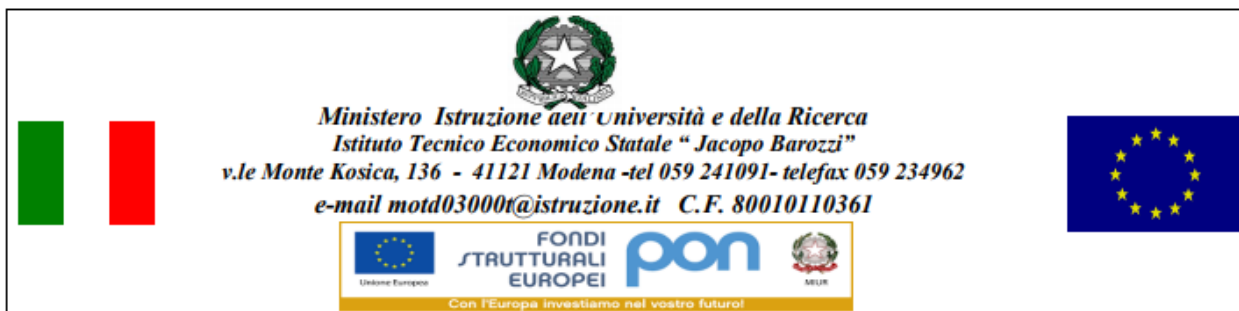 Ministero Istruzione dell'Università e della Ricerca
Istituto Tecnico Economico Statale “ Jacopo Barozzi”
v.le Monte Kosica, 136 - 41121 Modena -tel 059 241091- telefax 059 234962
e-mail motd03000t@istruzione.it C.F. 80010110361
FONDI
STRUTTURALI
EUROPEI
pon
Unione Europea
MIUR
Con l'Europa investiamo nel vostro futuro!